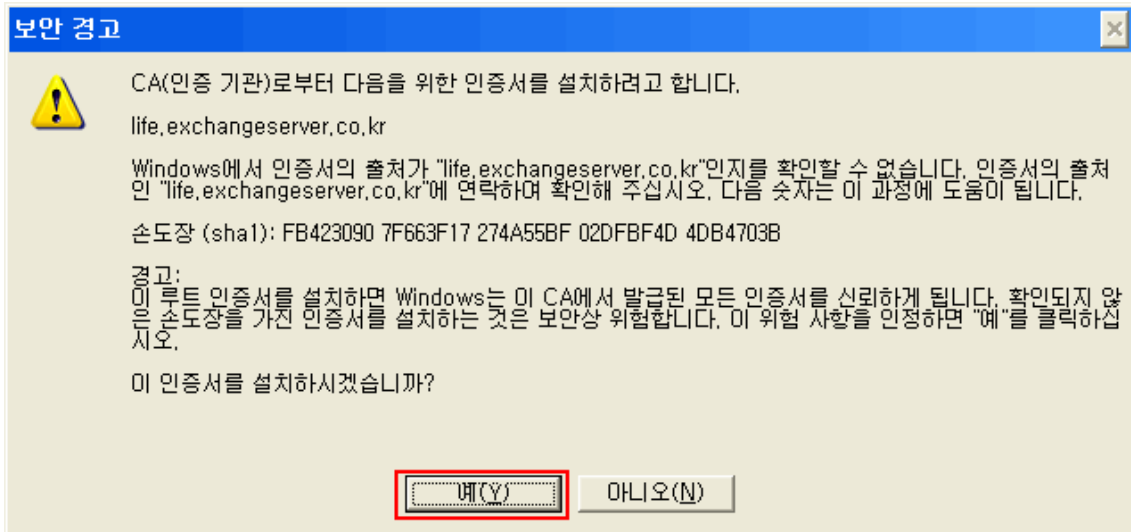 보안 경고
CA(인증 기관)로부터 다음을 위한 인증서를 설치하려고 합니다.
life.exchangeserver.co.kr
Windows에서 인증서의 출처가 "life.exchangeserver.co.kr"인지를 확인할 수 없습니다. 인증서의 출처
인 "life.exchangeserver.co.kr"에 연락하여 확인해 주십시오. 다음 숫자는 이 과정에 도움이 됩니다.
손도장 (sha1): FB423090 7F663F17 274A55BF 02DFBF4D 4DB4703B
경고:
이 루트 인증서를 설치하면 Windows는 이 CA에서 발급된 모든 인증서를 신뢰하게 됩니다. 확인되지 않
은 손도장을 가진 인증서를 설치하는 것은 보안상 위험합니다. 이 위험 사항을 인정하면 "예"를 클릭하십
시오.
이 인증서를 설치하시겠습니까?
예(Y) 아니오(N)